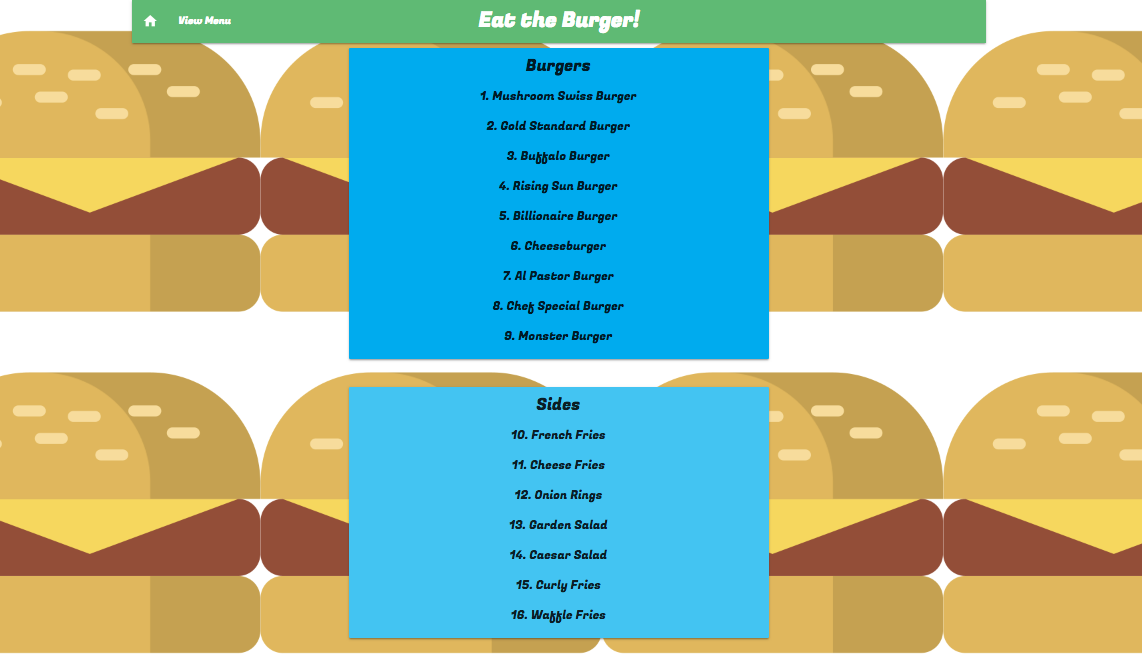 View Menu
Eat the Burger!
Burgers
1. Mushroom Swiss Burger
2. Gold Standard Burger
3. Buffalo Burger
4. Rising Sun Burger
5. Billionaire Burger
6. Cheeseburger
7. Al Pastor Burger
8. Chef Special Burger
9. Monster Burger
Sides
10. French Fries
11. Cheese Fries
12. Onion Rings
13. Garden Salad
14. Caesar Salad
15. Curly Fries
16. Waffle Fries